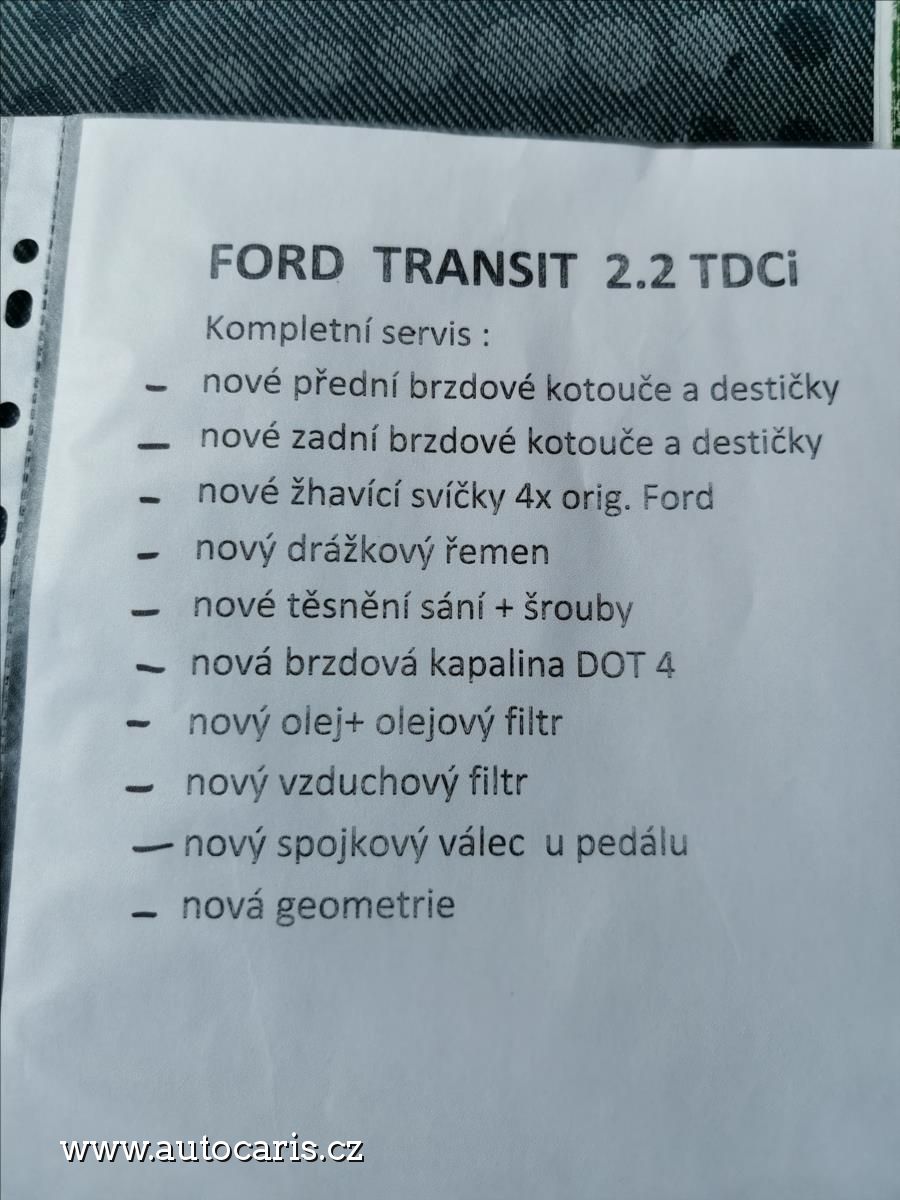 FORD TRANSIT 2.2 TDCi
Kompletní servis :
– nové přední brzdové kotouče a destičky
– nové zadní brzdové kotouče a destičky
– nové žhavící svíčky 4x orig. Ford
– nový drážkový řemen
– nové těsnění sání + šrouby
– nová brzdová kapalina DOT 4
– nový olej+ olejový filtr
– nový vzduchový filtr
– nový spojkový válec u pedálu
– nová geometrie
www.autocaris.cz